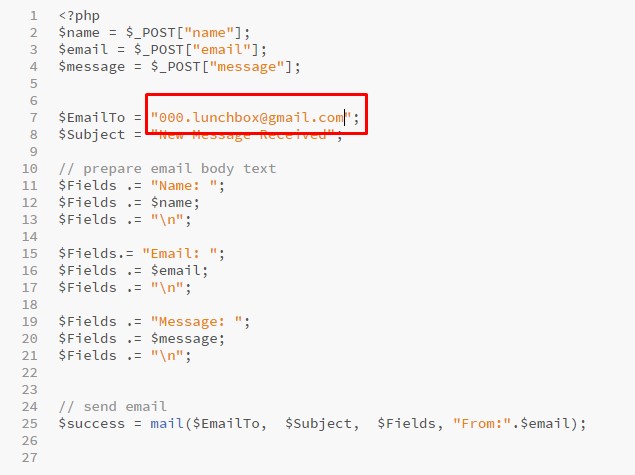 1 <?php
2 $name = $_POST["name"];
3 $email = $_POST["email"];
4 $message = $_POST["message"];
5
6
7 $EmailTo = "000.lunchbox@gmail.com";
8 $Subject = "New Message Received";
9
10 // prepare email body text
11 $Fields .= "Name: ";
12 $Fields .= $name;
13 $Fields .= "\n";
14
15 $Fields.= "Email: ";
16 $Fields .= $email;
17 $Fields .= "\n";
18
19 $Fields .= "Message: ";
20 $Fields .= $message;
21 $Fields .= "\n";
22
23
24 // send email
25 $success = mail($EmailTo,  $Subject,  $Fields, "From:".$email);
26
27